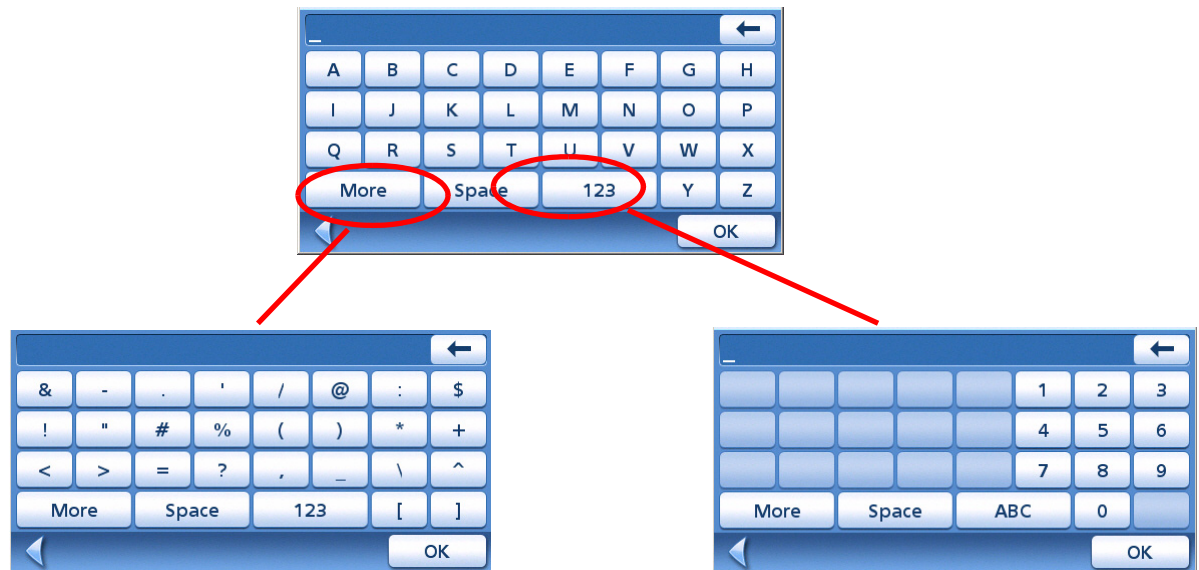 _
A B C D E F G H
I J K L M N O P
Q R S T U V W X
More Space 123 Y Z
OK
& - . ' / @ : $
! " # % ( ) * +
< > = ? , _ \ ^
More Space 123 [ ]
OK
_
1 2 3
4 5 6
7 8 9
More Space ABC 0
OK